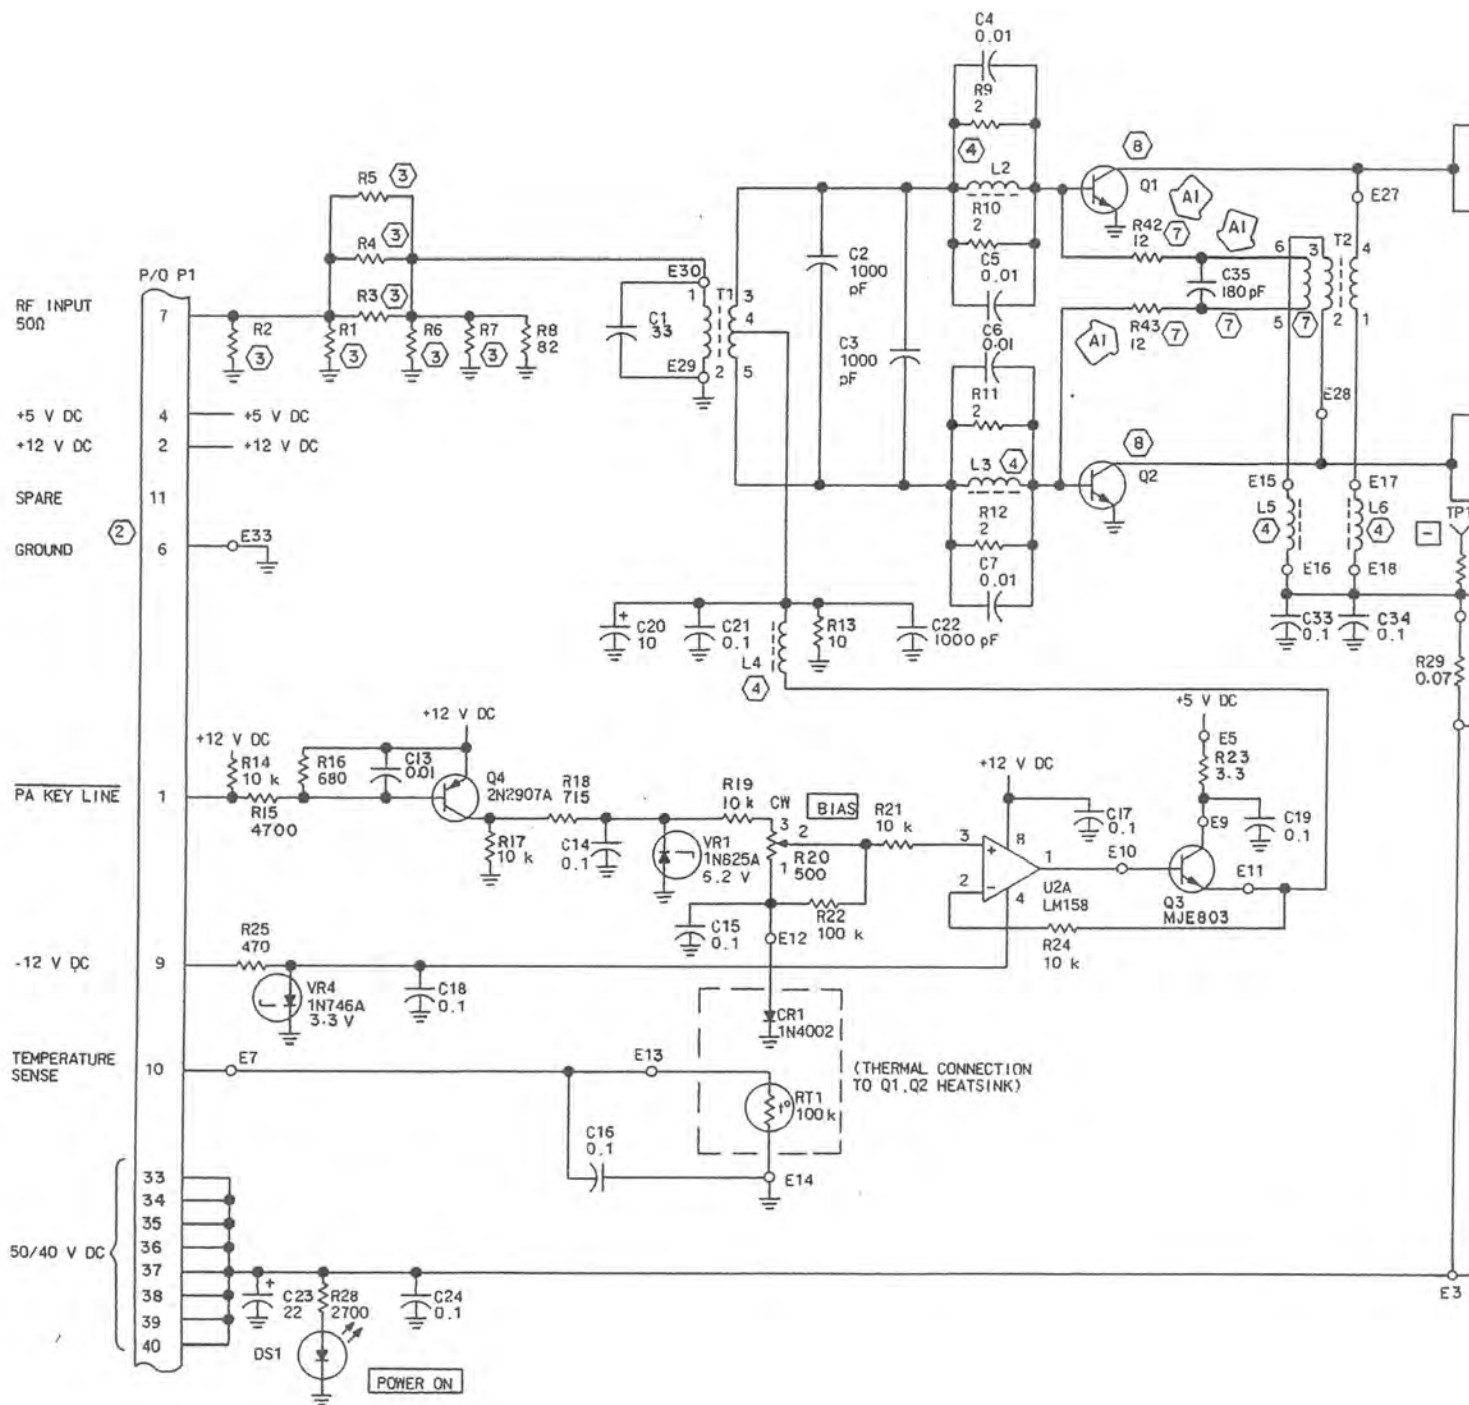 C4
0.01
R9
2
4
L2
8
Q1
R10
2
C5
0.01
C6
0.01
R11
2
L3
4
R12
2
C7
0.01
8
Q2
A1
A1
A1
R42
12
7
R43
12
7
C35
180 pF
7
7
6
3
T2
4
5
2
1
E27
E28
E15
E17
L5
4
L6
4
E16
E18
C33
0.1
C34
0.1
TP1
-
R29
0.07
P/O P1
RF INPUT
50Ω
7
R5
3
R4
3
R3
3
R2
3
R1
3
R6
3
R7
3
R8
82
E30
1
C1
33
T1
3
4
E29
2
5
C2
1000
pF
C3
1000
pF
+5 V DC
4
+5 V DC
+12 V DC
2
+12 V DC
SPARE
11
2
GROUND
6
E33
C20
10
+
C21
0.1
L4
4
R13
10
C22
1000 pF
+12 V DC
+12 V DC
R14
10 k
R16
680
C13
0.01
Q4
2N2907A
PA KEY LINE
1
R15
4700
R17
10 k
R18
715
C14
0.1
VR1
1N825A
6.2 V
R19
10 k
CW
3
2
1
BIAS
R20
500
R21
10 k
R22
100 k
C15
0.1
E12
+12 V DC
C17
0.1
3
+
8
1
2
-
4
U2A
LM158
E10
+5 V DC
E5
R23
3.3
E9
C19
0.1
E11
Q3
MJE803
R24
10 k
-12 V DC
9
R25
470
VR4
1N746A
3.3 V
C18
0.1
CR1
1N4002
TEMPERATURE
SENSE
10
E7
E13
RT1
100 k
t°
(THERMAL CONNECTION
TO Q1,Q2 HEATSINK)
C16
0.1
E14
50/40 V DC
33
34
35
36
37
38
39
40
+
C23
22
R28
2700
C24
0.1
DS1
POWER ON
E3